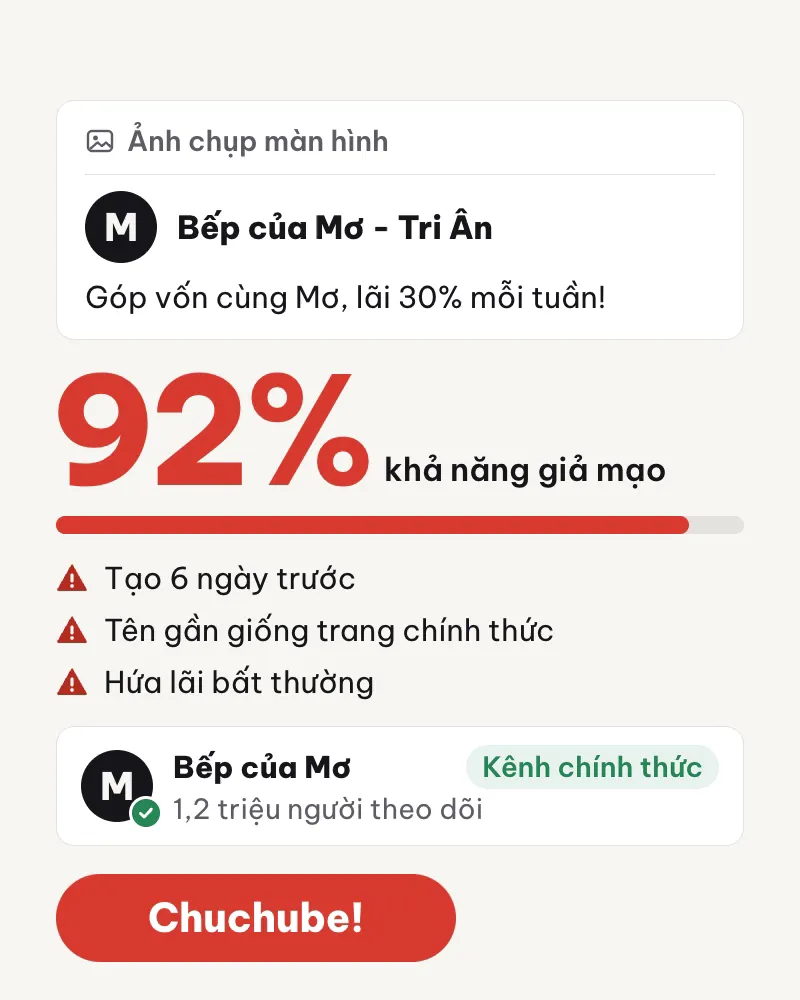 Ảnh chụp màn hình
M
Bếp của Mơ - Tri Ân
Góp vốn cùng Mơ, lãi 30% mỗi tuần!
92% khả năng giả mạo
Tạo 6 ngày trước
Tên gần giống trang chính thức
Hứa lãi bất thường
M
Bếp của Mơ
Kênh chính thức
1,2 triệu người theo dõi
Chuchube!